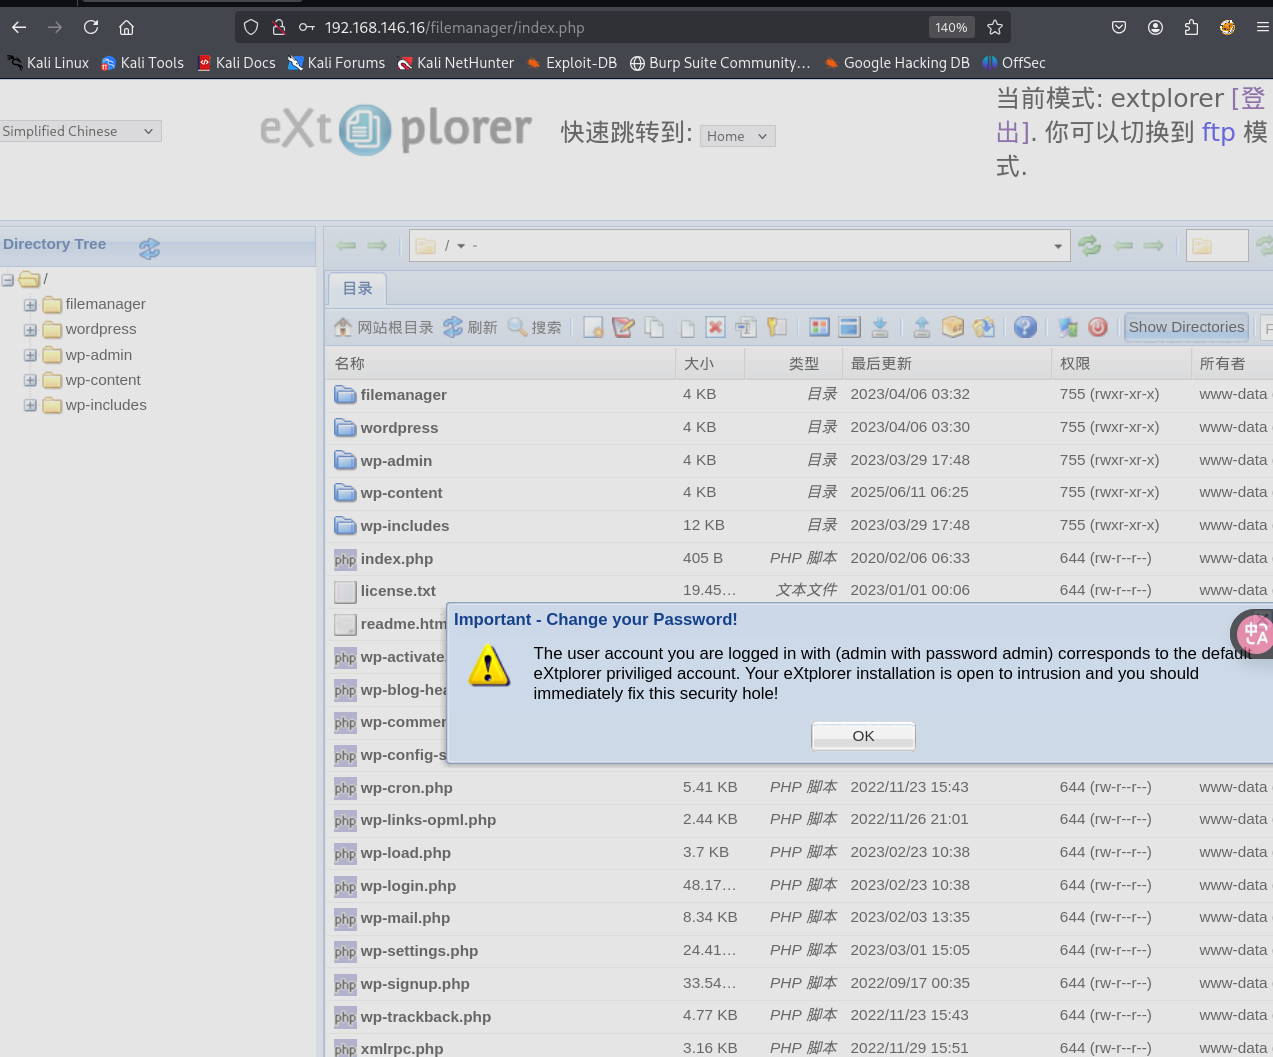 192.168.146.16/filemanager/index.php
140%
Kali Linux Kali Tools Kali Docs Kali Forums Kali NetHunter Exploit-DB Burp Suite Community… Google Hacking DB OffSec
Simplified Chinese
eXtplorer
快速跳转到: Home
当前模式: extplorer [登
出]. 你可以切换到 ftp 模
式.
Directory Tree
/
filemanager
wordpress
wp-admin
wp-content
wp-includes
/ -
目录
网站根目录 刷新 搜索 Show Directories F
名称 大小 类型 最后更新 权限 所有者
filemanager 4 KB 目录 2023/04/06 03:32 755 (rwxr-xr-x) www-data
wordpress 4 KB 目录 2023/04/06 03:30 755 (rwxr-xr-x) www-data
wp-admin 4 KB 目录 2023/03/29 17:48 755 (rwxr-xr-x) www-data
wp-content 4 KB 目录 2025/06/11 06:25 755 (rwxr-xr-x) www-data
wp-includes 12 KB 目录 2023/03/29 17:48 755 (rwxr-xr-x) www-data
php index.php 405 B PHP 脚本 2020/02/06 06:33 644 (rw-r--r--) www-data
license.txt 19.45… 文本文件 2023/01/01 00:06 644 (rw-r--r--) www-data
readme.htm
php wp-activate
php wp-blog-hea
php wp-commer
php wp-config-s
Important - Change your Password!
The user account you are logged in with (admin with password admin) corresponds to the default
eXtplorer priviliged account. Your eXtplorer installation is open to intrusion and you should
immediately fix this security hole!
OK
中 A
php wp-cron.php 5.41 KB PHP 脚本 2022/11/23 15:43 644 (rw-r--r--) www-data
php wp-links-opml.php 2.44 KB PHP 脚本 2022/11/26 21:01 644 (rw-r--r--) www-data
php wp-load.php 3.7 KB PHP 脚本 2023/02/23 10:38 644 (rw-r--r--) www-data
php wp-login.php 48.17… PHP 脚本 2023/02/23 10:38 644 (rw-r--r--) www-data
php wp-mail.php 8.34 KB PHP 脚本 2023/02/03 13:35 644 (rw-r--r--) www-data
php wp-settings.php 24.41… PHP 脚本 2023/03/01 15:05 644 (rw-r--r--) www-data
php wp-signup.php 33.54… PHP 脚本 2022/09/17 00:35 644 (rw-r--r--) www-data
php wp-trackback.php 4.77 KB PHP 脚本 2022/11/23 15:43 644 (rw-r--r--) www-data
php xmlrpc.php 3.16 KB PHP 脚本 2022/11/29 15:51 644 (rw-r--r--) www-data